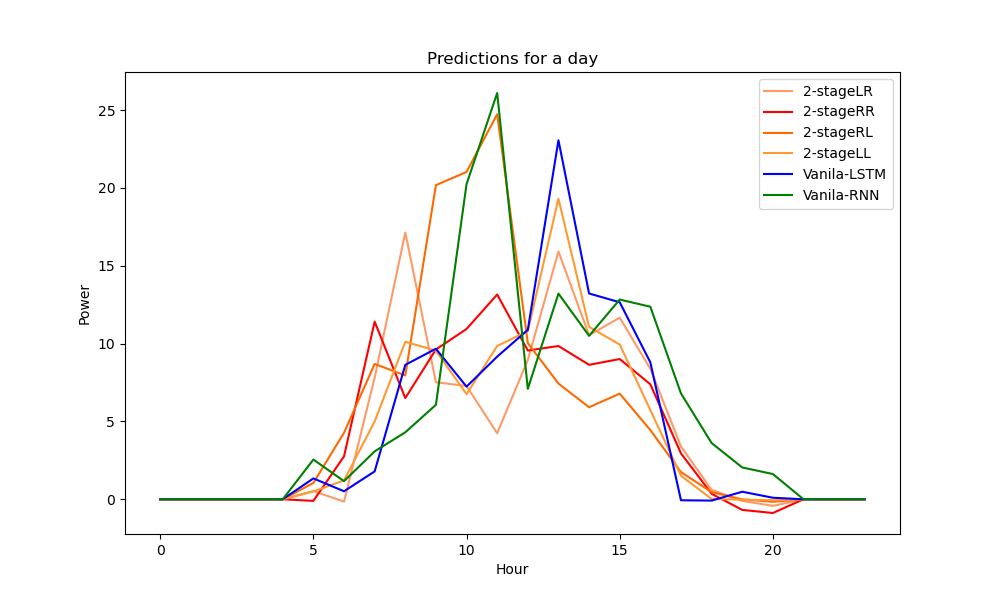 Predictions for a day
2-stageLR
2-stageRR
2-stageRL
2-stageLL
Vanila-LSTM
Vanila-RNN
Power
25
20
15
10
5
0
0 5 10 15 20
Hour